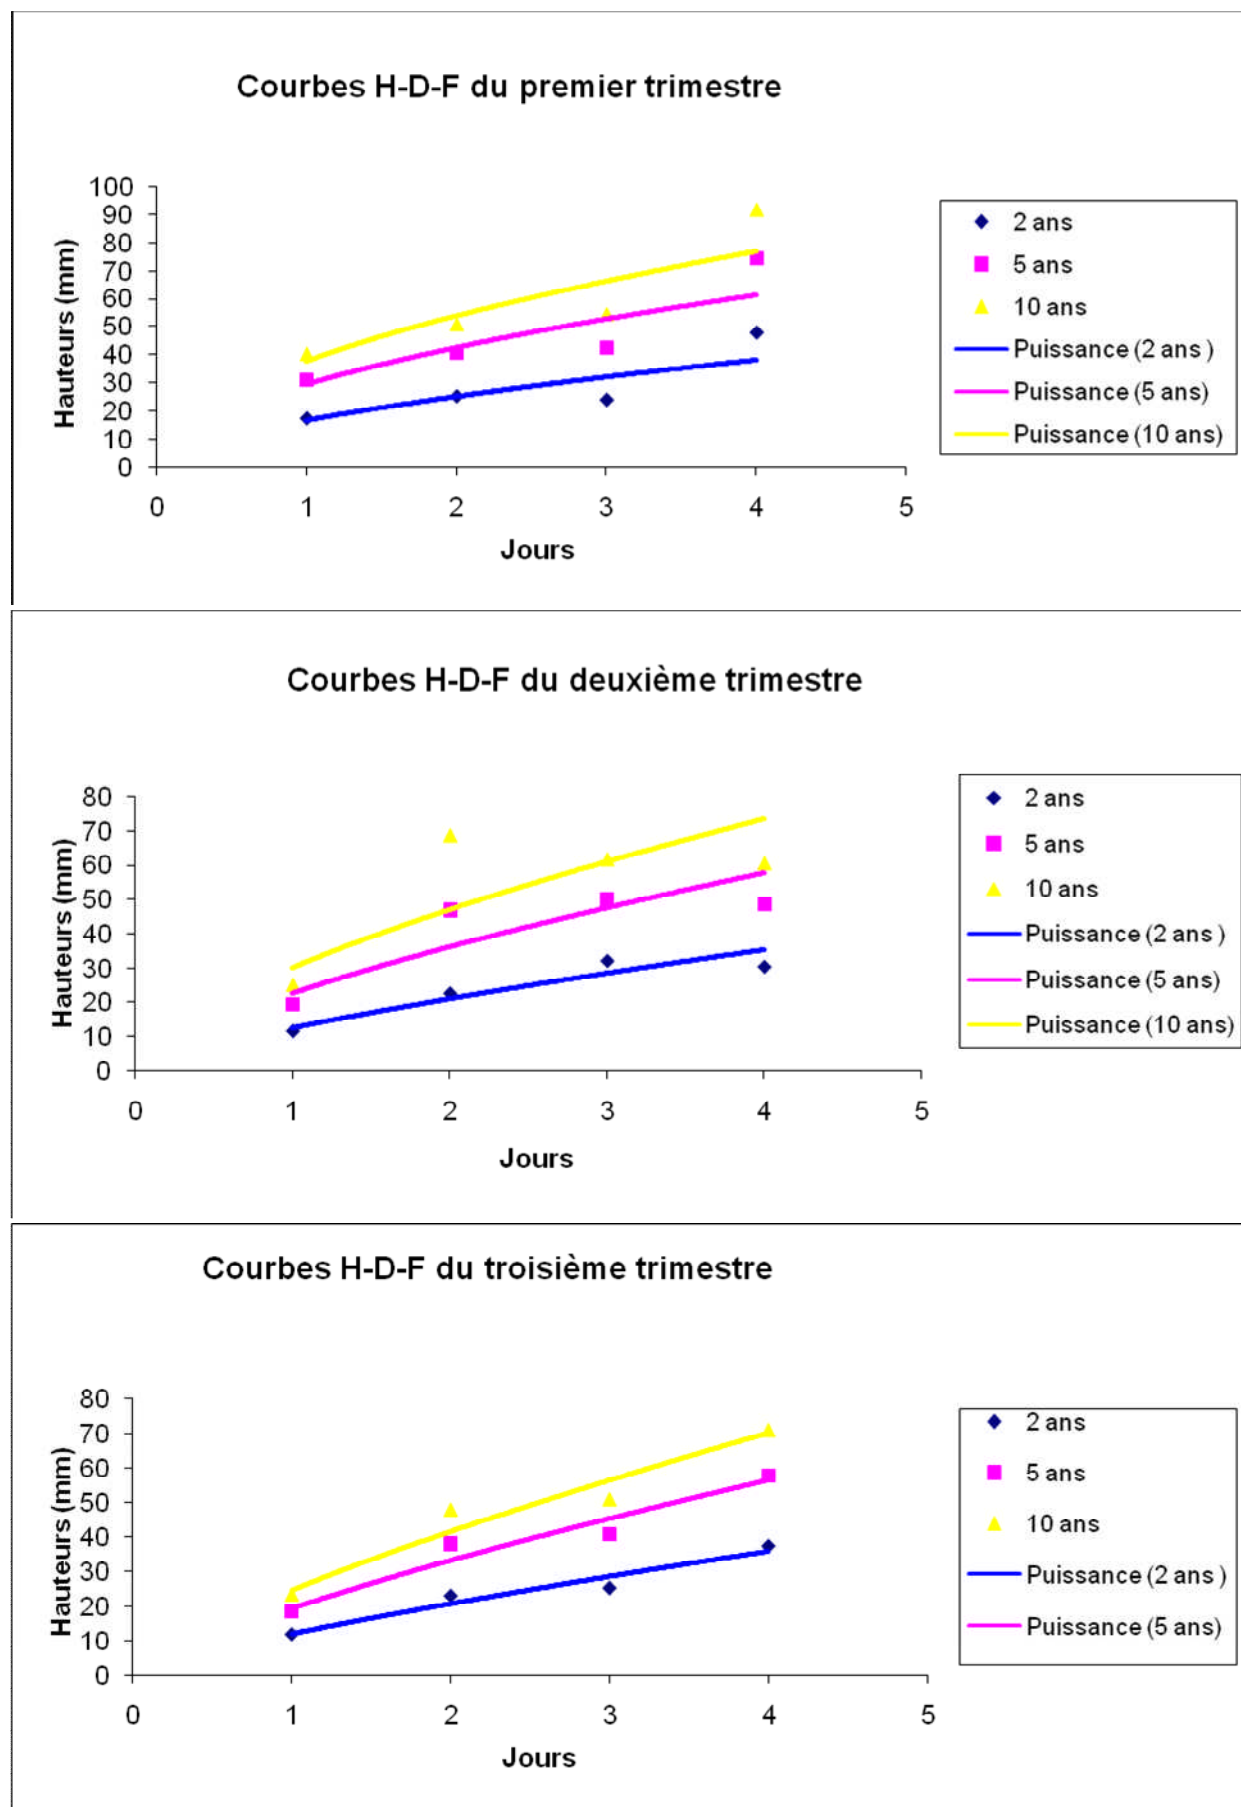 Courbes H-D-F du premier trimestre
100
90
80
70
60
50
40
30
20
10
0
Hauteurs (mm)
0 1 2 3 4 5
Jours
2 ans
5 ans
10 ans
Puissance (2 ans )
Puissance (5 ans)
Puissance (10 ans)
Courbes H-D-F du deuxième trimestre
80
70
60
50
40
30
20
10
0
Hauteurs (mm)
0 1 2 3 4 5
Jours
2 ans
5 ans
10 ans
Puissance (2 ans )
Puissance (5 ans)
Puissance (10 ans)
Courbes H-D-F du troisième trimestre
80
70
60
50
40
30
20
10
0
Hauteurs (mm)
0 1 2 3 4 5
Jours
2 ans
5 ans
10 ans
Puissance (2 ans )
Puissance (5 ans)